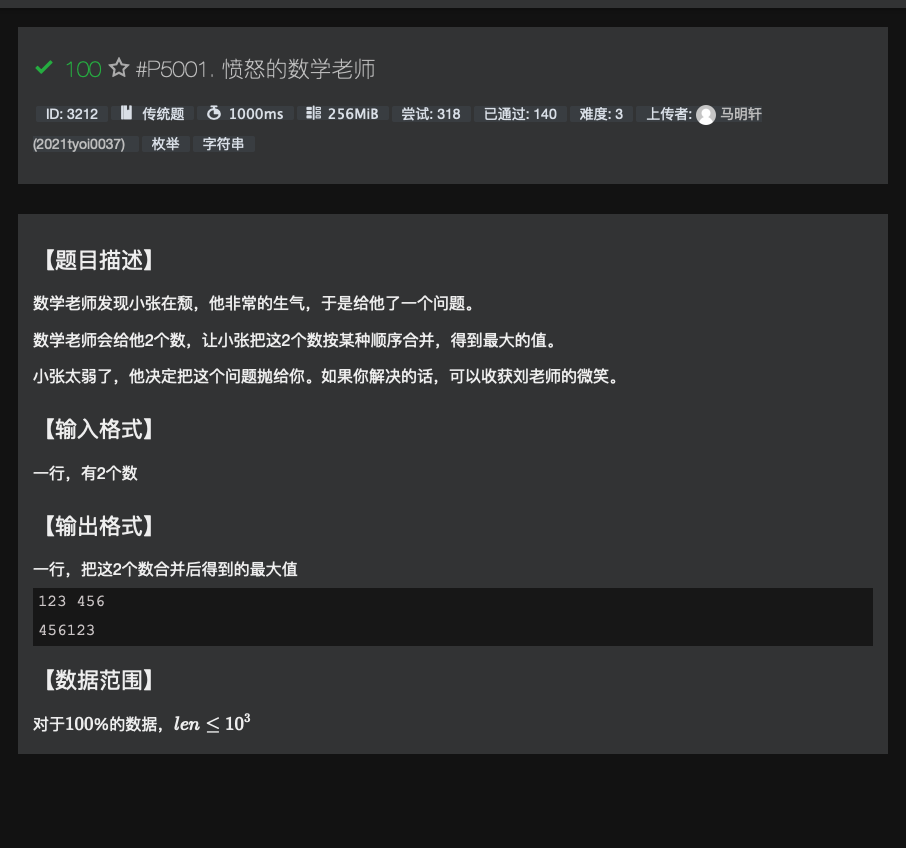 100 #P5001. 愤怒的数学老师
ID: 3212 传统题 1000ms 256MiB 尝试: 318 已通过: 140 难度: 3 上传者: 马明轩
(2021tyoi0037) 枚举 字符串
【题目描述】
数学老师发现小张在颓，他非常的生气，于是给他了一个问题。
数学老师会给他2个数，让小张把这2个数按某种顺序合并，得到最大的值。
小张太弱了，他决定把这个问题抛给你。如果你解决的话，可以收获刘老师的微笑。
【输入格式】
一行，有2个数
【输出格式】
一行，把这2个数合并后得到的最大值
123 456
456123
【数据范围】
对于100%的数据，len ≤ 10³